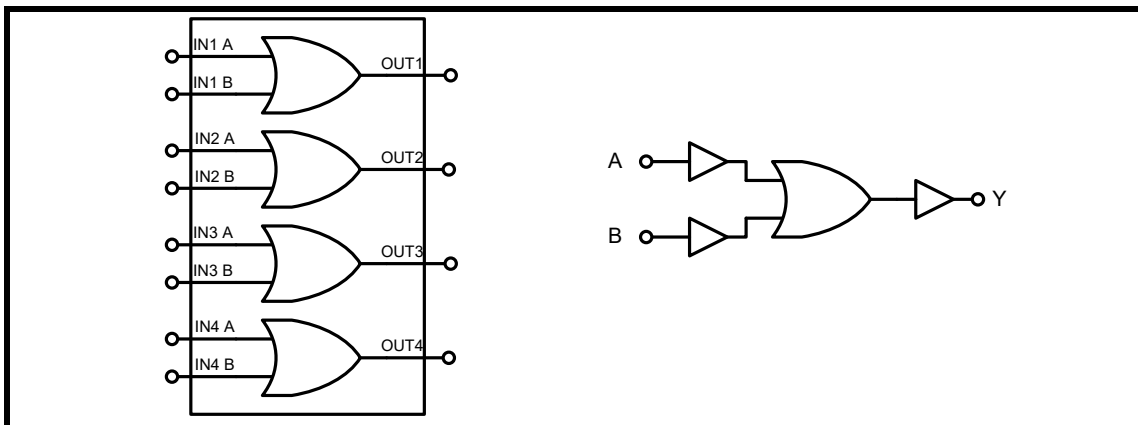 IN1 A
OUT1
IN1 B
IN2 A
OUT2
IN2 B
IN3 A
OUT3
IN3 B
IN4 A
OUT4
IN4 B
A
Y
B